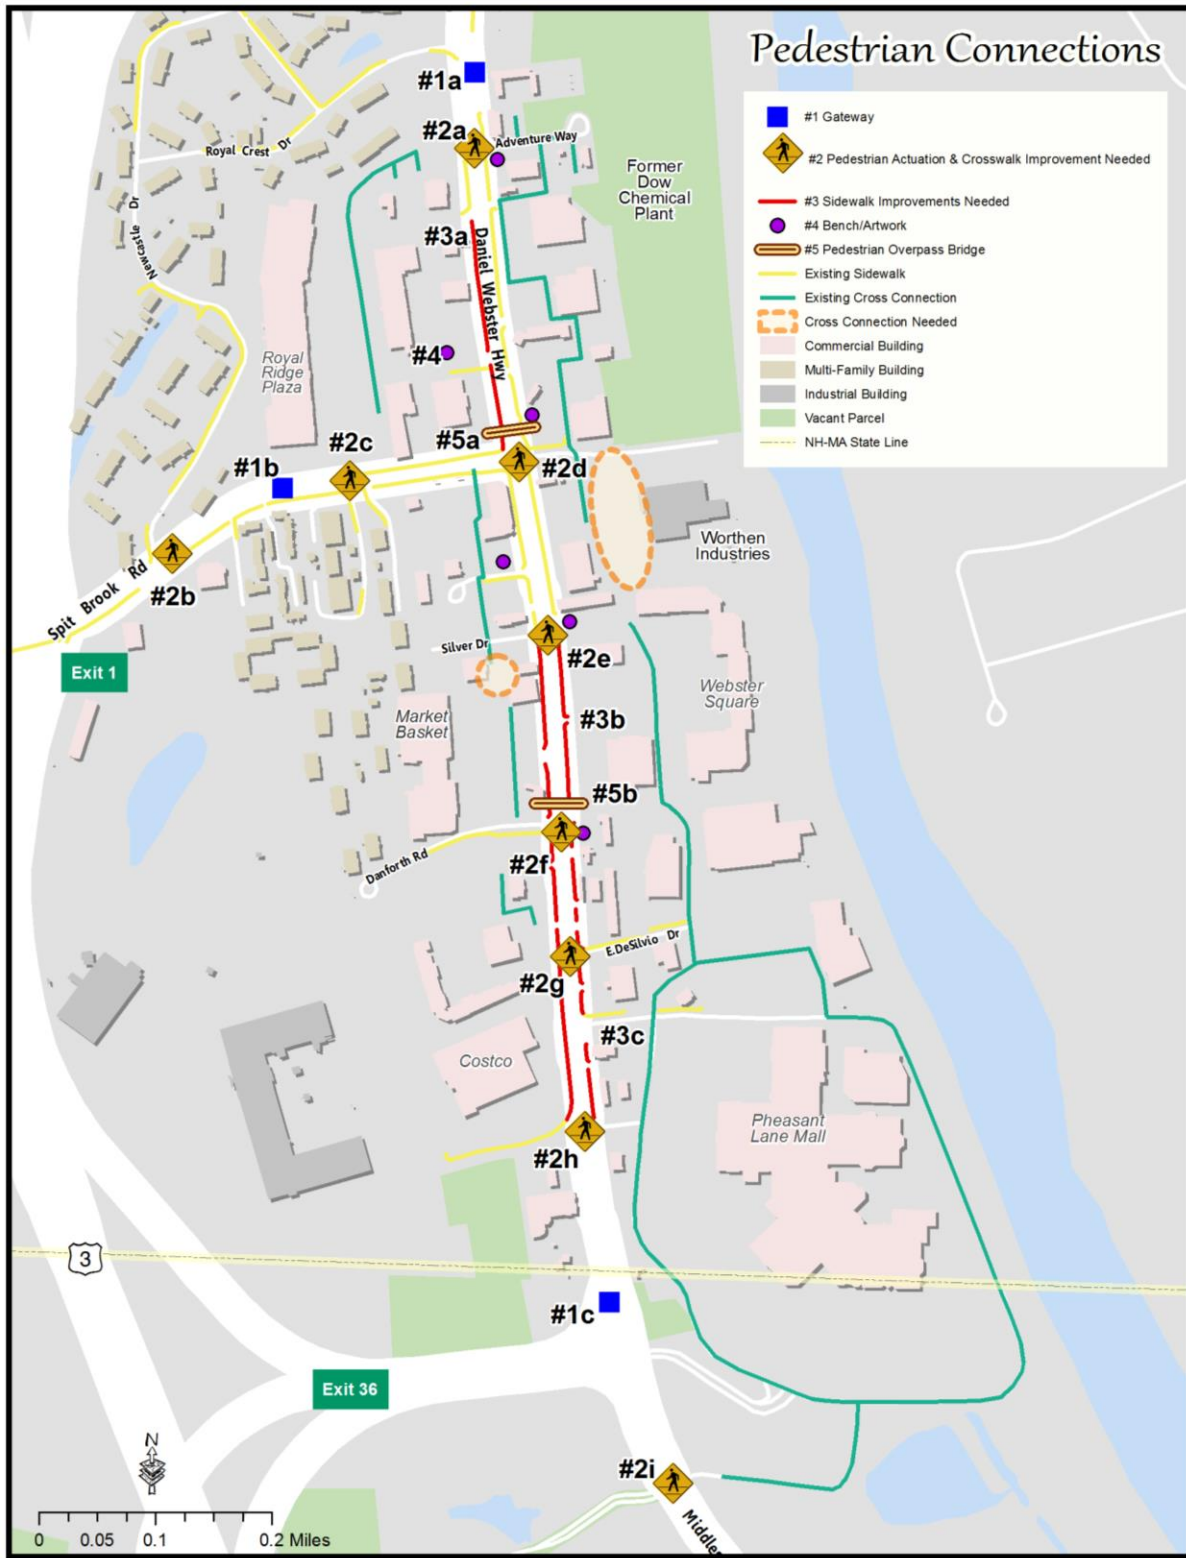 Pedestrian Connections
#1 Gateway
#2 Pedestrian Actuation & Crosswalk Improvement Needed
#3 Sidewalk Improvements Needed
#4 Bench/Artwork
#5 Pedestrian Overpass Bridge
Existing Sidewalk
Existing Cross Connection
Cross Connection Needed
Commercial Building
Multi-Family Building
Industrial Building
Vacant Parcel
NH-MA State Line
#1a
#2a
Adventure Way
Royal Crest Dr
Former
Dow
Chemical
Plant
Newcastle Dr
#3a
Daniel Webster Hwy
Royal
Ridge
Plaza
#4
#5a
#2c
#2d
#1b
Worthen
Industries
#2b
Spit Brook Rd
Silver Dr
#2e
Exit 1
Webster
Square
Market
Basket
#3b
#5b
#2f
Danforth Rd
E.DeSilvio Dr
#2g
#3c
Costco
Pheasant
Lane Mall
#2h
3
#1c
Exit 36
N
#2i
Middles
0 0.05 0.1 0.2 Miles